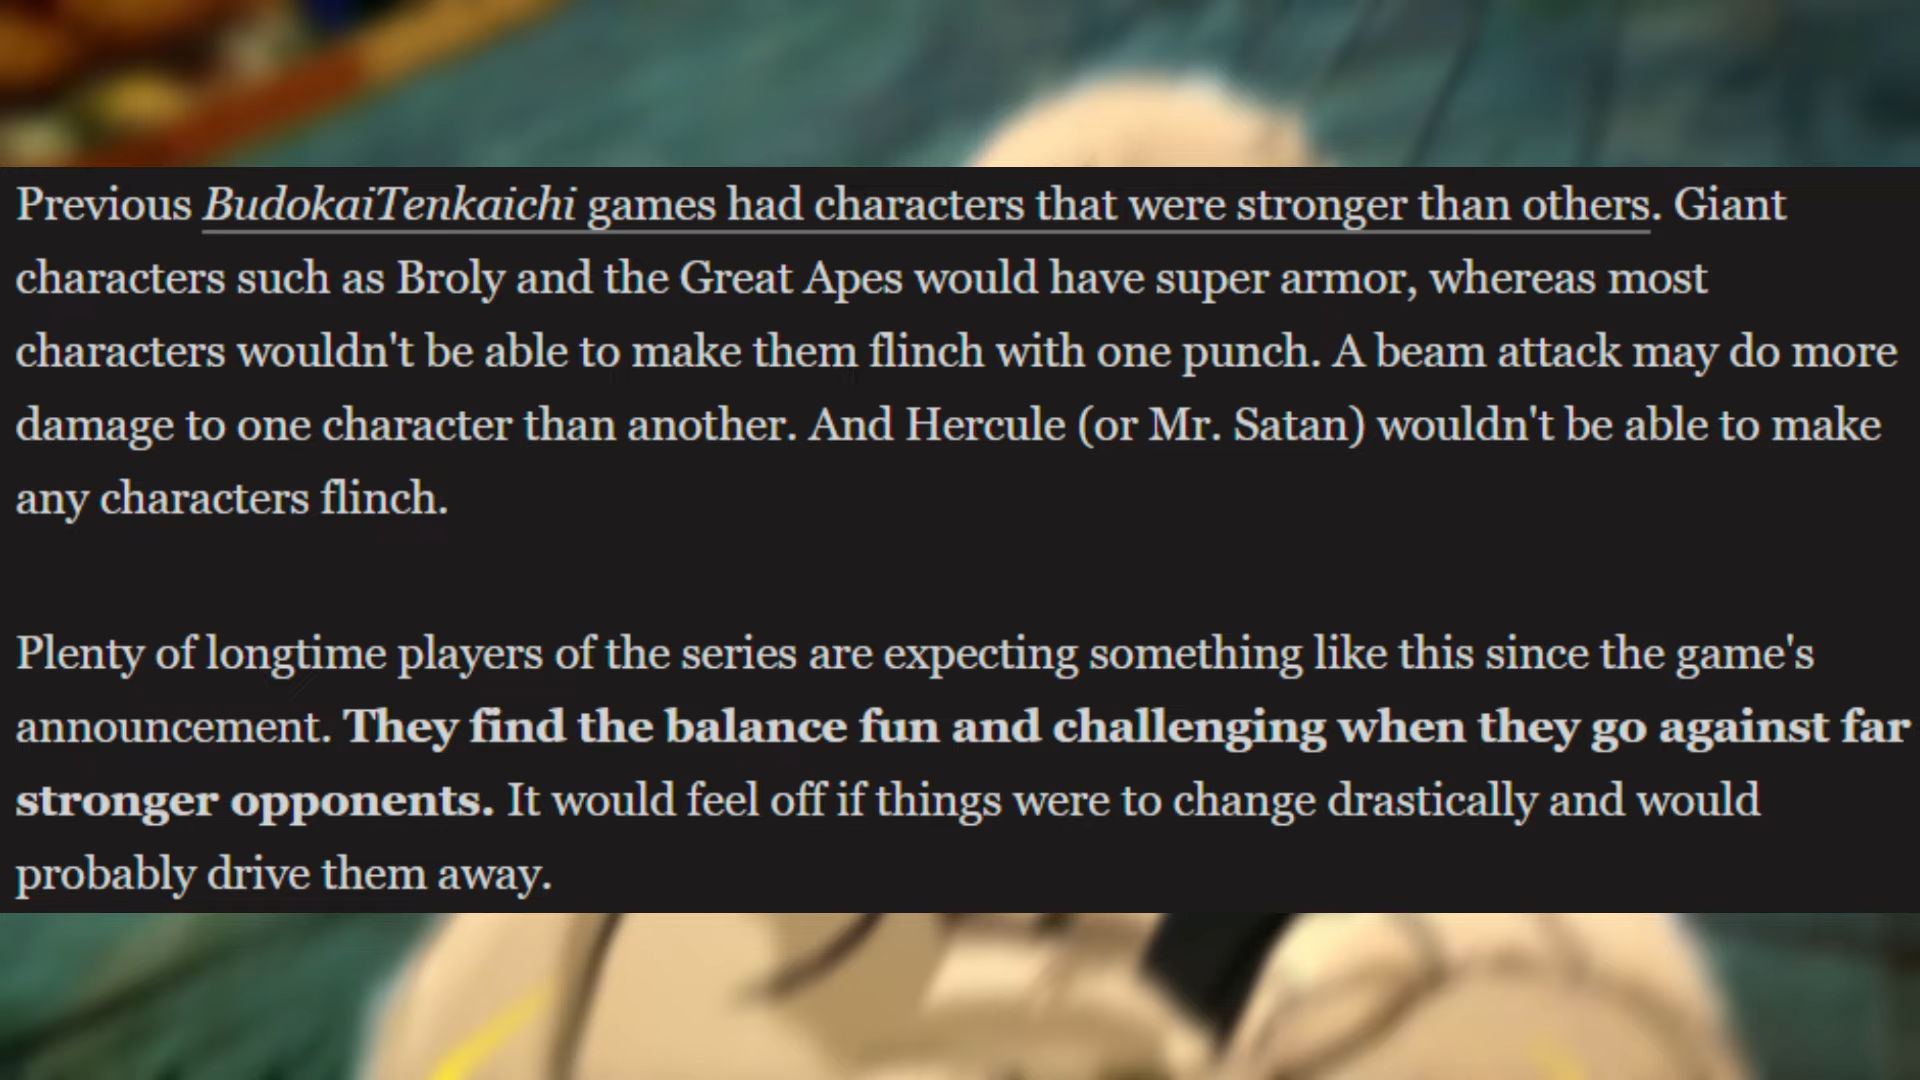 Previous BudokaiTenkaichi games had characters that were stronger than others. Giant
characters such as Broly and the Great Apes would have super armor, whereas most
characters wouldn't be able to make them flinch with one punch. A beam attack may do more
damage to one character than another. And Hercule (or Mr. Satan) wouldn't be able to make
any characters flinch.
Plenty of longtime players of the series are expecting something like this since the game's
announcement. They find the balance fun and challenging when they go against far
stronger opponents. It would feel off if things were to change drastically and would
probably drive them away.